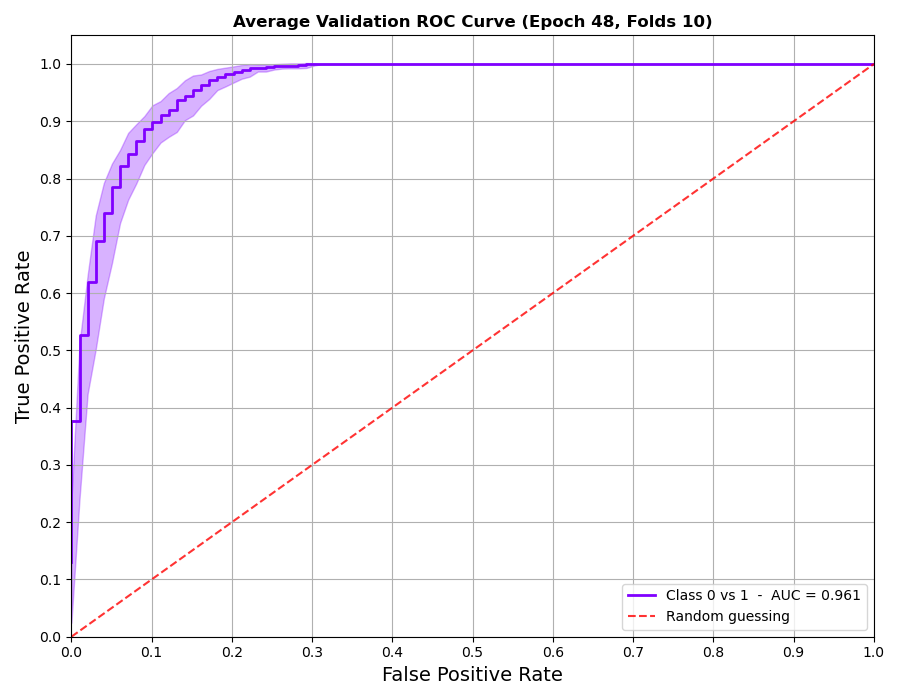 Average Validation ROC Curve (Epoch 48, Folds 10)
True Positive Rate
1.0
0.9
0.8
0.7
0.6
0.5
0.4
0.3
0.2
0.1
0.0
Class 0 vs 1 - AUC = 0.961
Random guessing
0.0 0.1 0.2 0.3 0.4 0.5 0.6 0.7 0.8 0.9 1.0
False Positive Rate